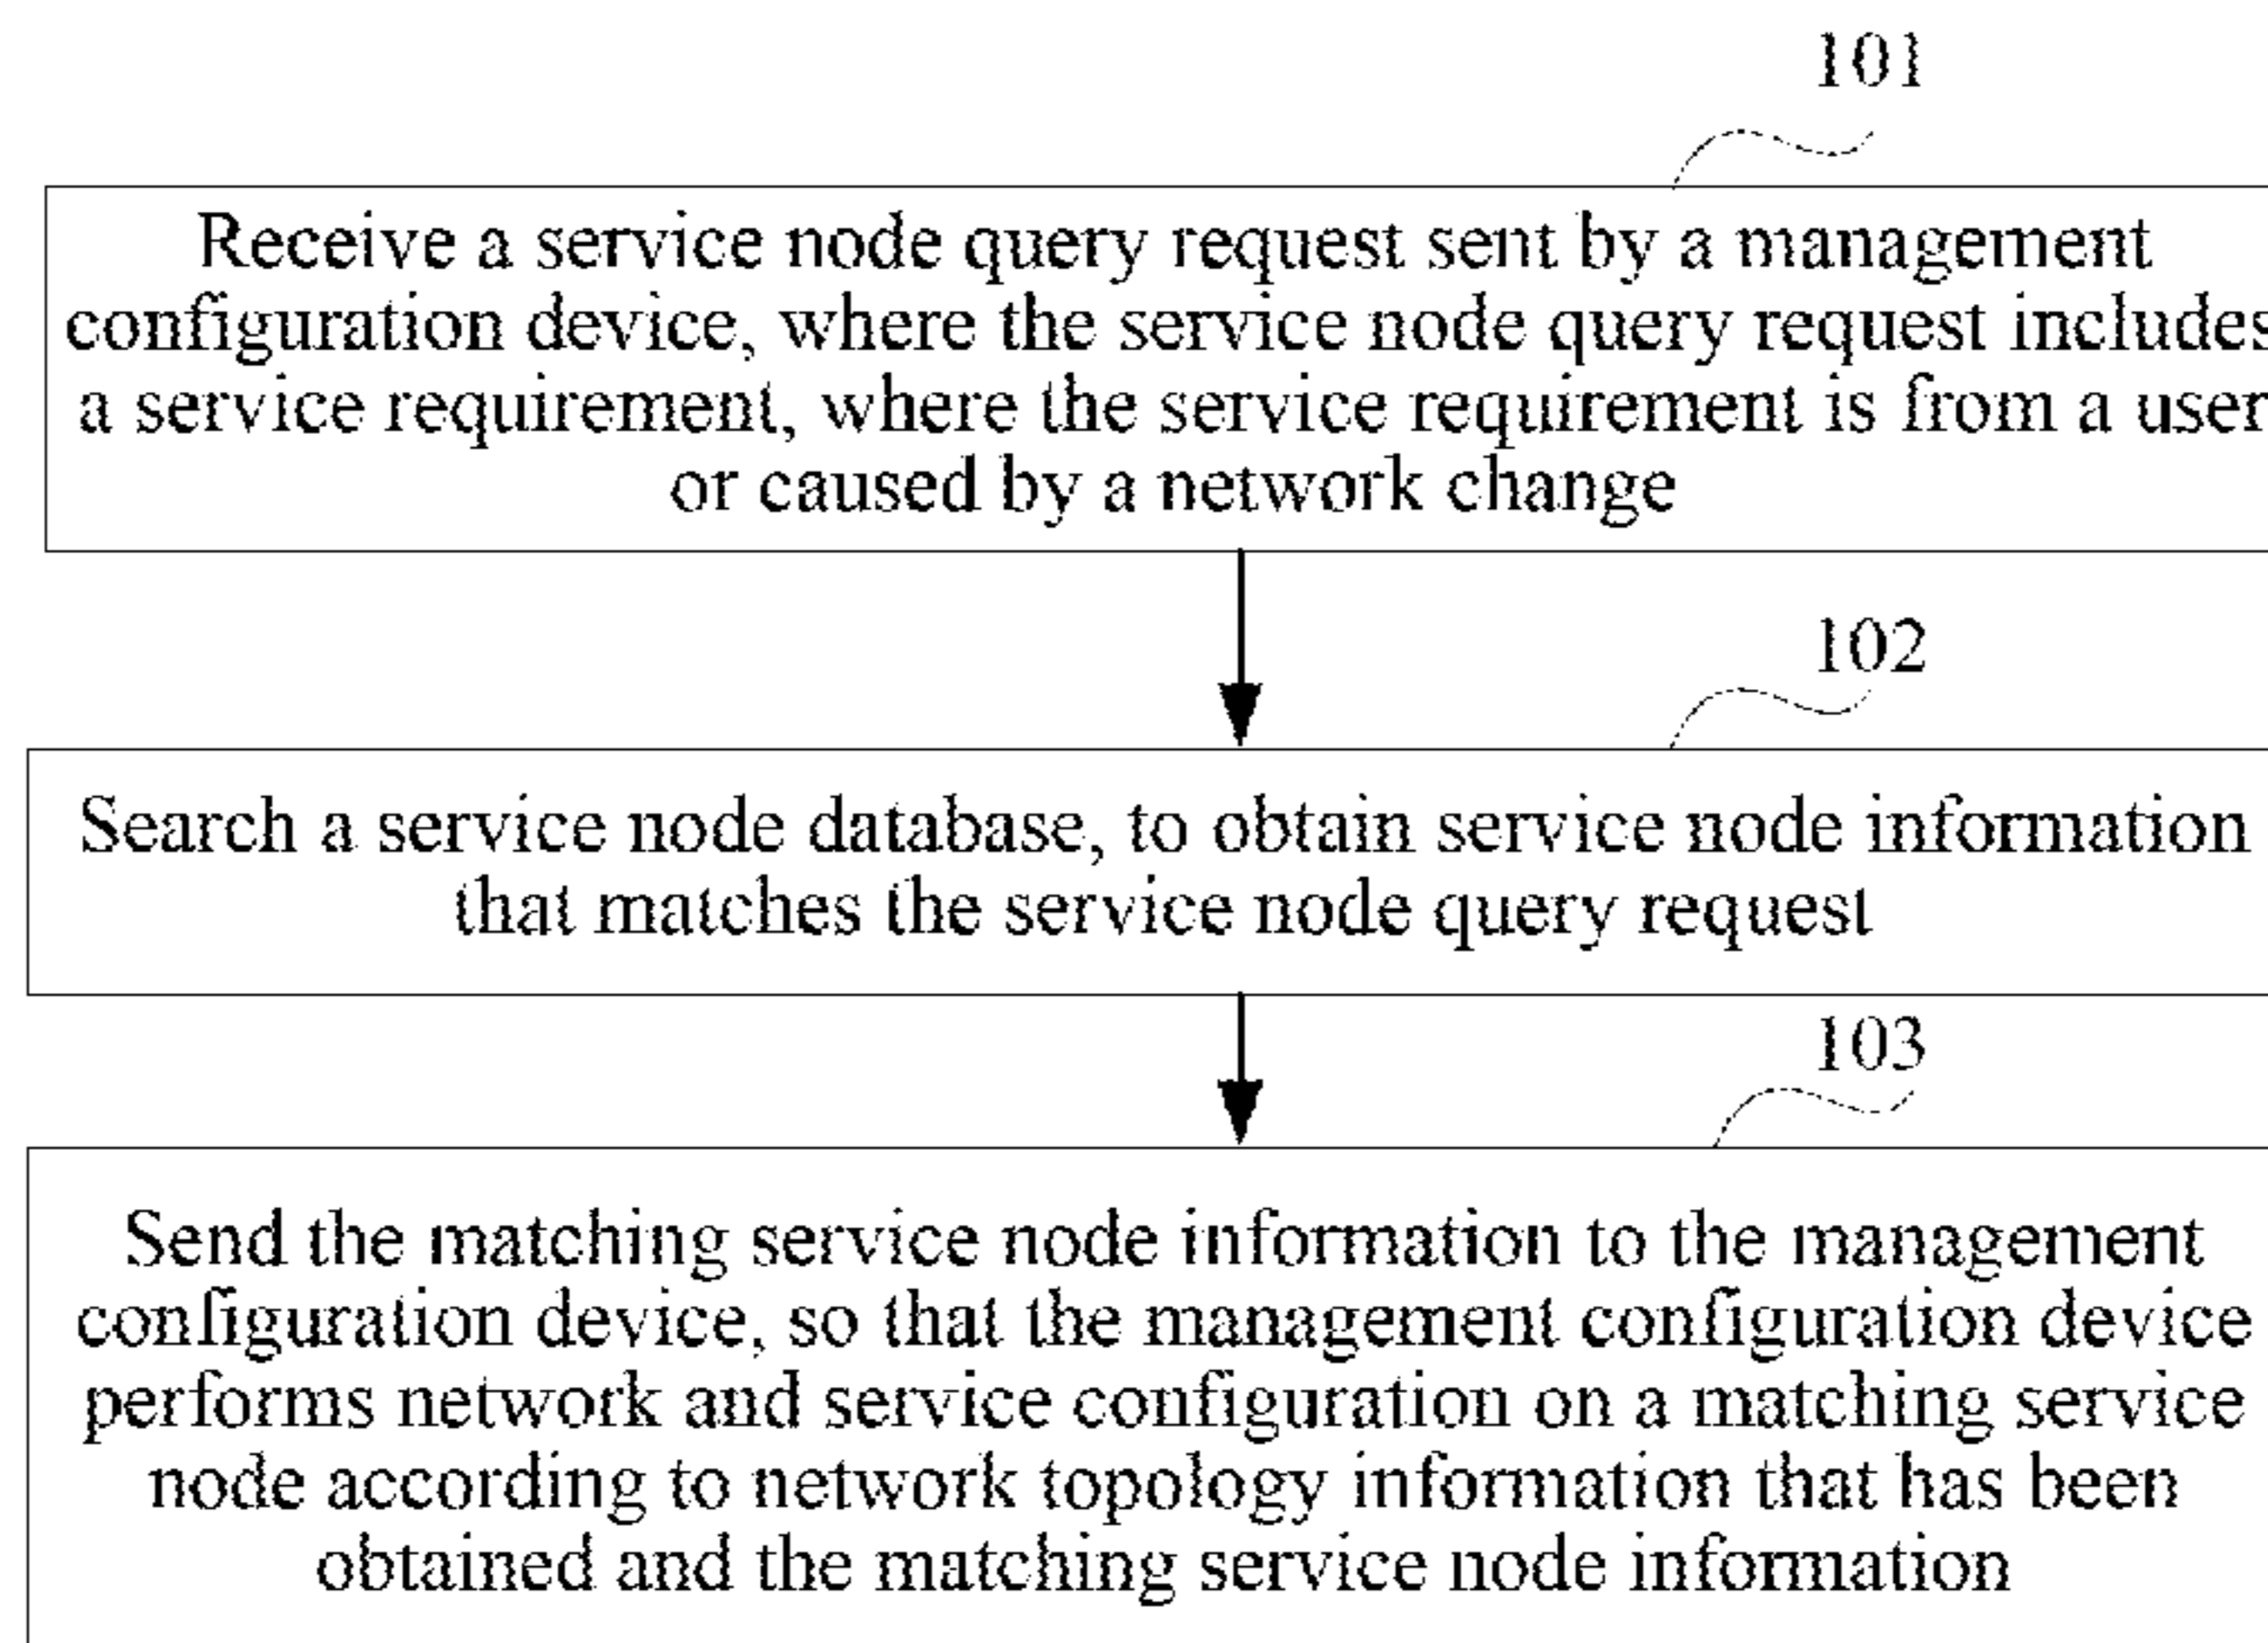 101
Receive a service node query request sent by a management
configuration device, where the service node query request includes
a service requirement, where the service requirement is from a user
or caused by a network change
102
Search a service node database, to obtain service node information
that matches the service node query request
103
Send the matching service node information to the management
configuration device, so that the management configuration device
performs network and service configuration on a matching service
node according to network topology information that has been
obtained and the matching service node information